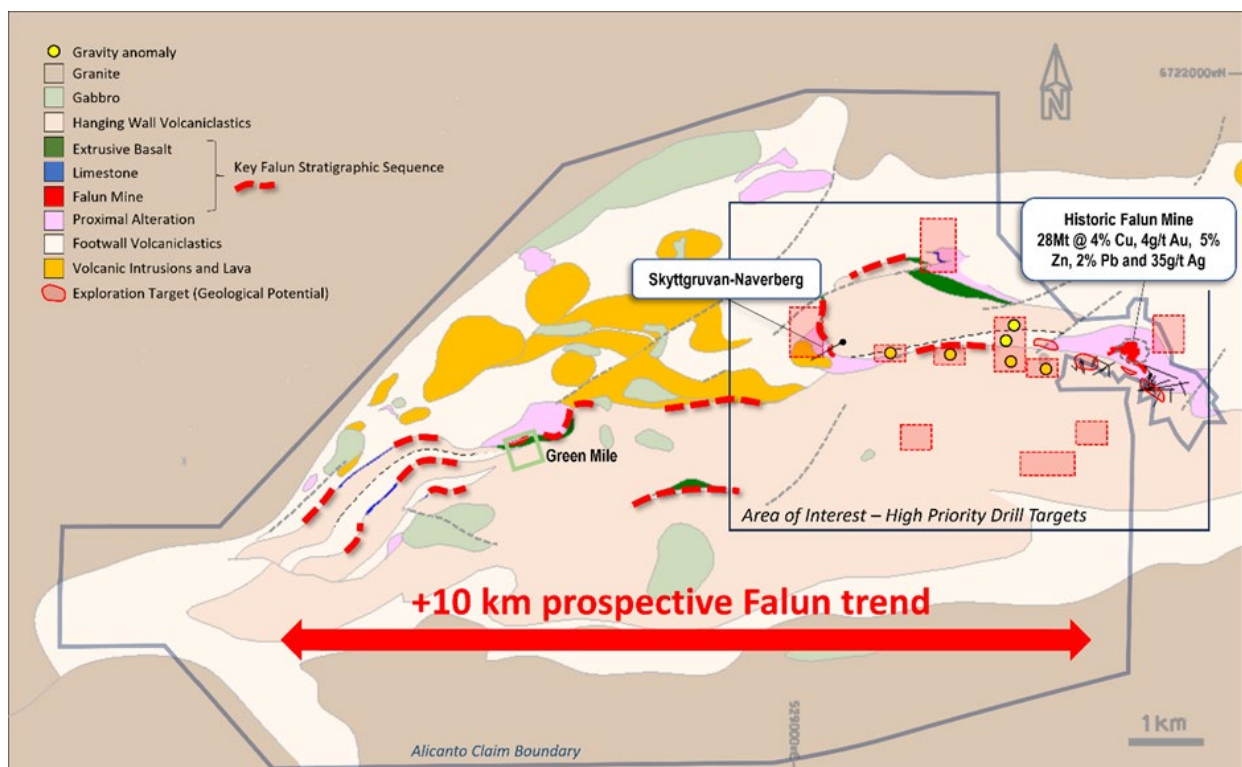 Gravity anomaly
Granite
Gabbro
Hanging Wall Volcaniclastics
Extrusive Basalt
Limestone
Key Falun Stratigraphic Sequence
Falun Mine
Proximal Alteration
Footwall Volcaniclastics
Volcanic Intrusions and Lava
Exploration Target (Geological Potential)
N
6722000mN
Historic Falun Mine
28Mt @ 4% Cu, 4g/t Au, 5%
Zn, 2% Pb and 35g/t Ag
Skyttgruvan-Naverberg
Green Mile
Area of Interest – High Priority Drill Targets
+10 km prospective Falun trend
529000mE
1km
Alicanto Claim Boundary